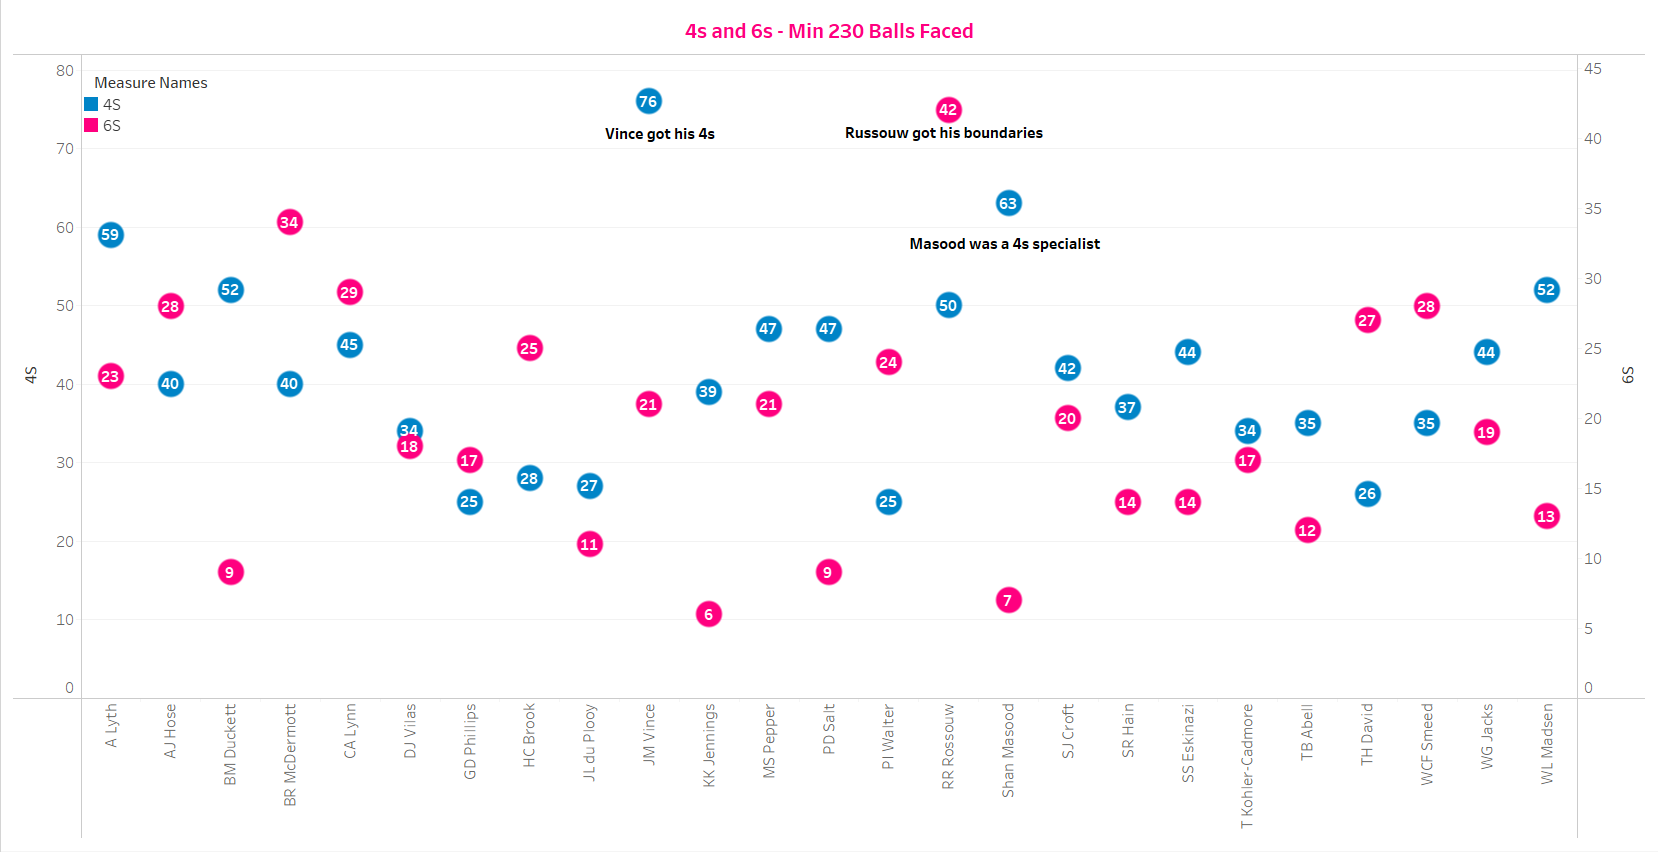 4s and 6s - Min 230 Balls Faced
Measure Names
4S
6S
80
70
60
50
40
30
20
10
0
4S
45
40
35
30
25
20
15
10
5
0
6S
76
42
Vince got his 4s
Russouw got his boundaries
63
Masood was a 4s specialist
59
23
28
40
52
9
34
40
29
45
34
18
17
25
25
28
27
11
21
39
6
47
21
47
9
24
25
50
7
42
20
37
14
44
14
34
17
35
12
27
26
28
35
44
19
52
13
A Lyth
AJ Hose
BM Duckett
BR McDermott
CA Lynn
DJ Vilas
GD Phillips
HC Brook
JL du Plooy
JM Vince
KK Jennings
MS Pepper
PD Salt
PI Walter
RR Rossouw
Shan Masood
SJ Croft
SR Hain
SS Eskinazi
T Kohler-Cadmore
TB Abell
TH David
WCF Smeed
WG Jacks
WL Madsen